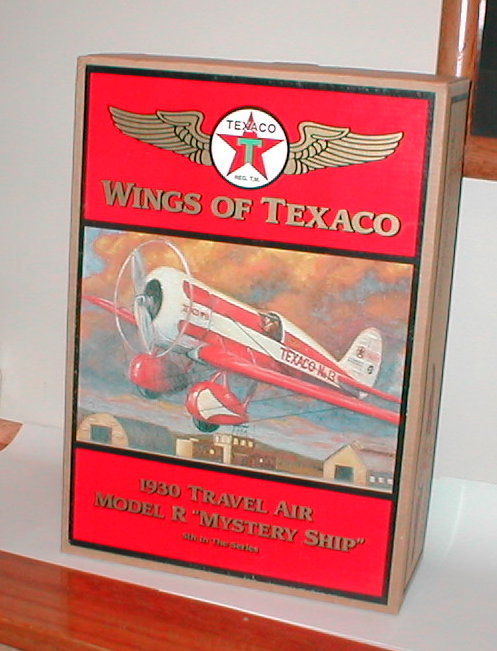 TEXACO
T
REG. T.M.
WINGS OF TEXACO
TEXACO No. 13
1930 TRAVEL AIR
MODEL R "MYSTERY SHIP"
5th In The Series